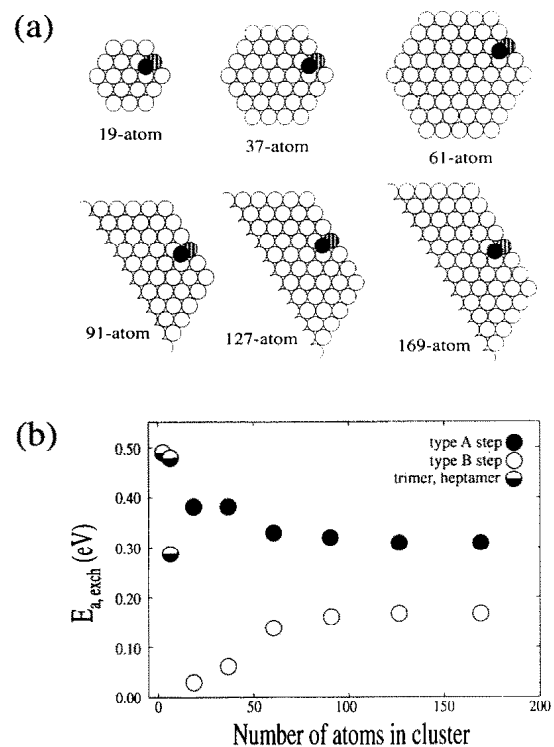 (a)
19-atom
37-atom
61-atom
91-atom
127-atom
169-atom
(b)
type A step
type B step
trimer, heptamer
0.50
0.40
0.30
0.20
0.10
0.00
E a, exch (eV)
0 50 100 150 200
Number of atoms in cluster